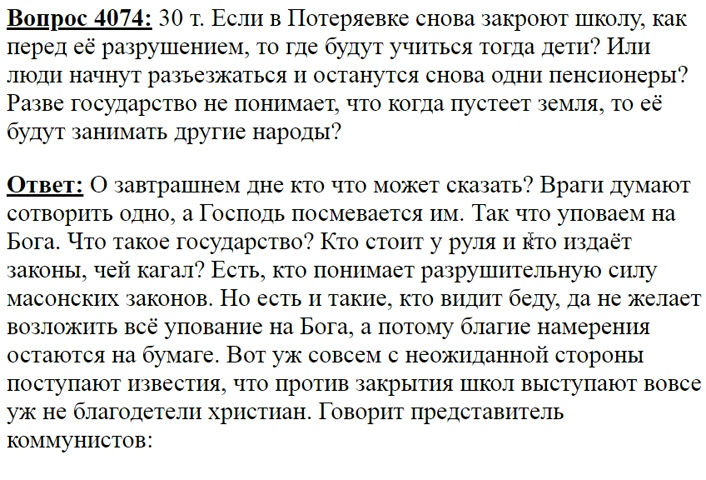 Вопрос 4074: 30 т. Если в Потеряевке снова закроют школу, как
перед её разрушением, то где будут учиться тогда дети? Или
люди начнут разъезжаться и останутся снова одни пенсионеры?
Разве государство не понимает, что когда пустеет земля, то её
будут занимать другие народы?
Ответ: О завтрашнем дне кто что может сказать? Враги думают
сотворить одно, а Господь посмевается им. Так что уповаем на
Бога. Что такое государство? Кто стоит у руля и кто издаёт
законы, чей кагал? Есть, кто понимает разрушительную силу
масонских законов. Но есть и такие, кто видит беду, да не желает
возложить всё упование на Бога, а потому благие намерения
остаются на бумаге. Вот уж совсем с неожиданной стороны
поступают известия, что против закрытия школ выступают вовсе
уж не благодетели христиан. Говорит представитель
коммунистов: